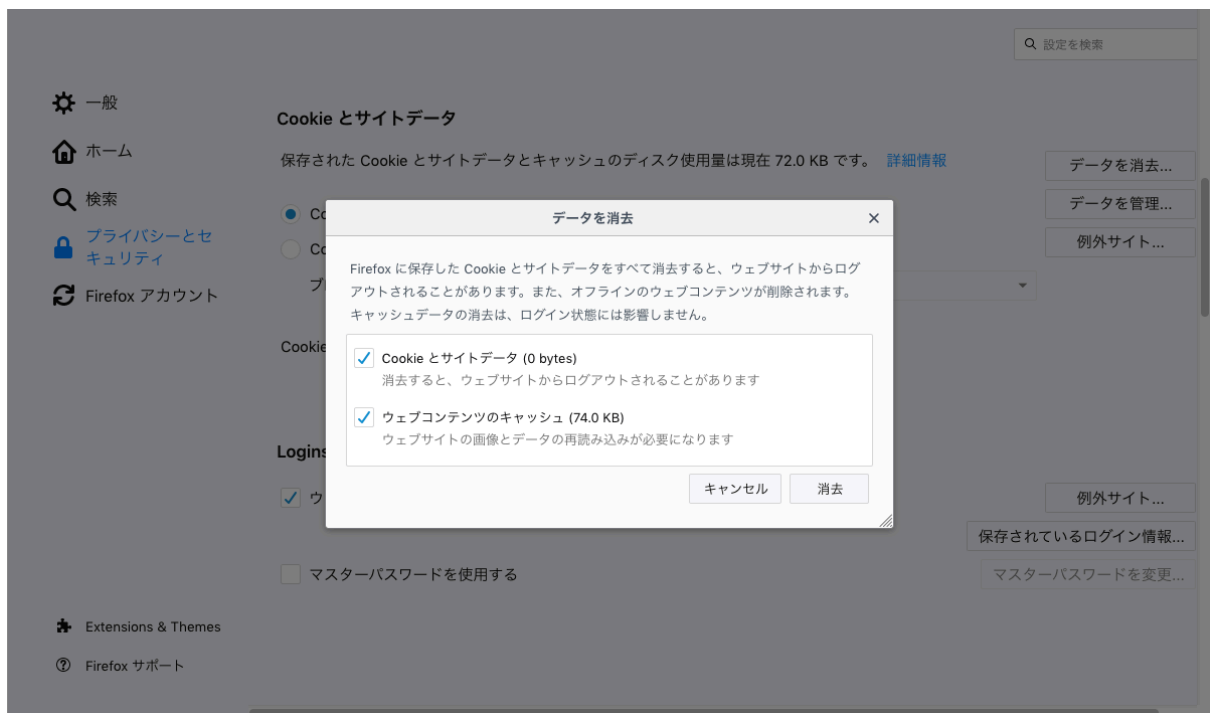 設定を検索
一般
ホーム
検索
プライバシーとセ
キュリティ
Firefox アカウント
Extensions & Themes
Firefox サポート
Cookie とサイトデータ
保存された Cookie とサイトデータとキャッシュのディスク使用量は現在 72.0 KB です。 詳細情報
データを消去...
データを管理...
例外サイト...
Co
Co
プ
Cookie
データを消去
Firefox に保存した Cookie とサイトデータをすべて消去すると、ウェブサイトからログ
アウトされることがあります。また、オフラインのウェブコンテンツが削除されます。
キャッシュデータの消去は、ログイン状態には影響しません。
Cookie とサイトデータ (0 bytes)
消去すると、ウェブサイトからログアウトされることがあります
ウェブコンテンツのキャッシュ (74.0 KB)
ウェブサイトの画像とデータの再読み込みが必要になります
キャンセル 消去
Logins
ウ
例外サイト...
保存されているログイン情報...
マスターパスワードを使用する
マスターパスワードを変更...